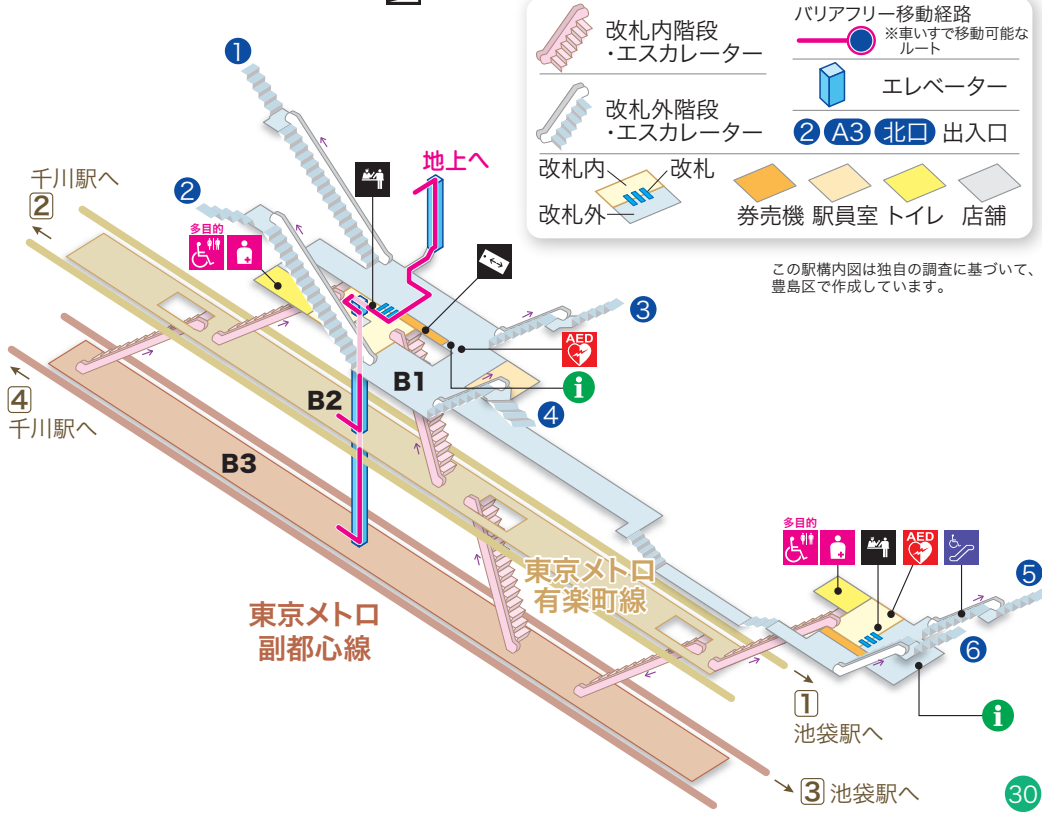 改札内階段
・エスカレーター
バリアフリー移動経路
※車いすで移動可能な
ルート
エレベーター
改札外階段
・エスカレーター
2 A3 北口 出入口
改札内
改札
改札外
券売機 駅員室 トイレ 店舗
この駅構内図は独自の調査に基づいて、
豊島区で作成しています。
1
地上へ
千川駅へ
2
2
多目的
3
AED
i
B1
B2
4
4
千川駅へ
B3
多目的
AED
東京メトロ
有楽町線
5
東京メトロ
副都心線
6
1
池袋駅へ
i
3 池袋駅へ
30